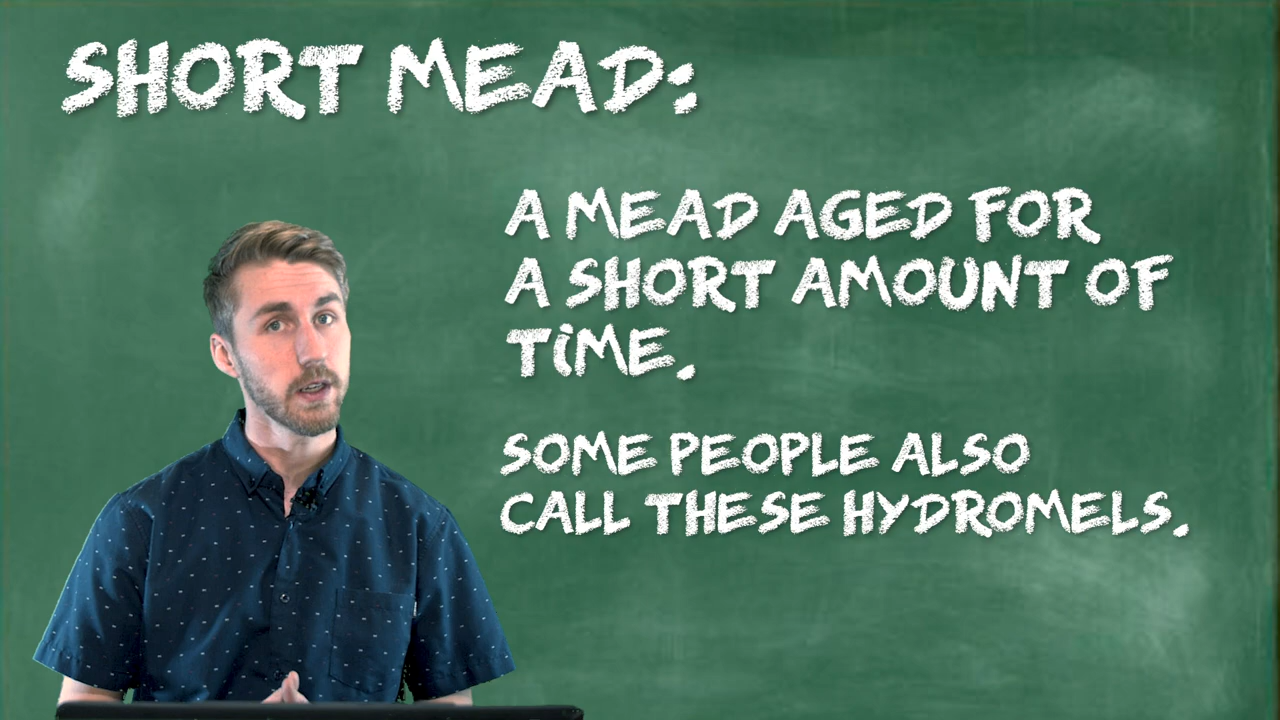 SHORT MEAD:
A MEAD AGED FOR
A SHORT AMOUNT OF
TiME.
SOME PEOPLE ALSO
CALL THESE HYDROMELS.